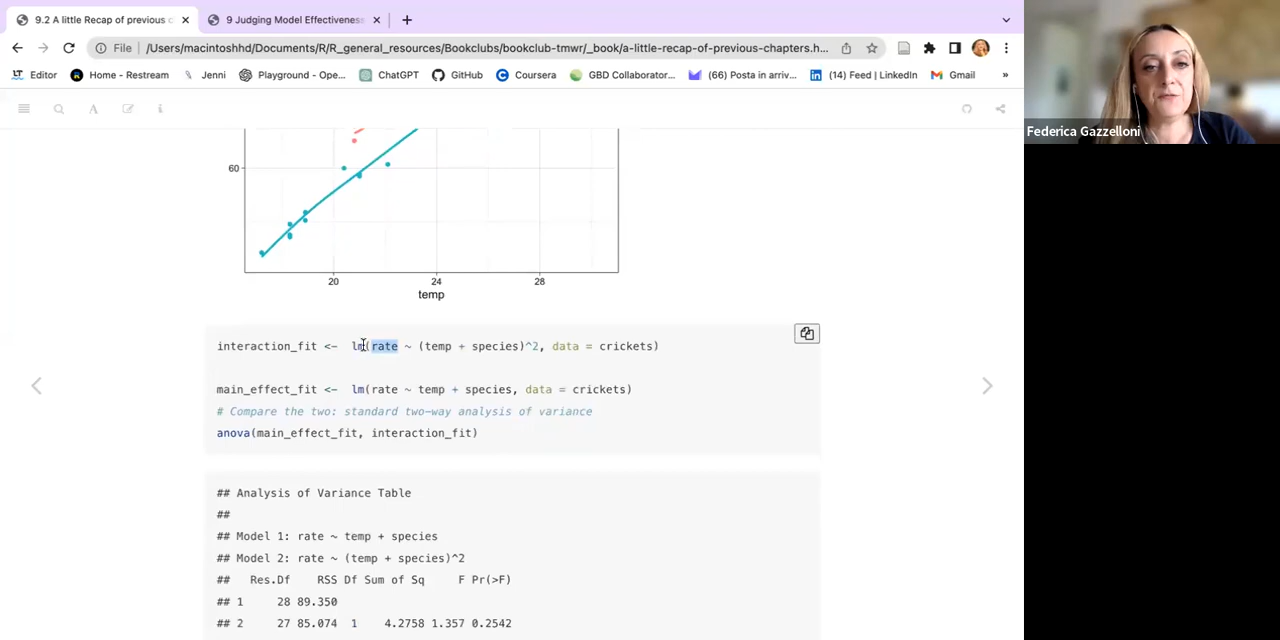 9.2 A little Recap of previous c
9 Judging Model Effectiveness
File
/Users/macintoshhd/Documents/R/R_general_resources/Bookclubs/bookclub-tmwr/_book/a-little-recap-of-previous-chapters.h...
Editor
Home - Restream
Jenni
Playground - Ope...
ChatGPT
GitHub
Coursera
GBD Collaborator...
(66) Posta in arriv...
(14) Feed | LinkedIn
Gmail
»
Federica Gazzelloni
60
20
24
28
temp
interaction_fit <- lm(rate ~ (temp + species)^2, data = crickets)
main_effect_fit <- lm(rate ~ temp + species, data = crickets)
# Compare the two: standard two-way analysis of variance
anova(main_effect_fit, interaction_fit)
## Analysis of Variance Table
##
## Model 1: rate ~ temp + species
## Model 2: rate ~ (temp + species)^2
## Res.Df RSS Df Sum of Sq F Pr(>F)
## 1 28 89.350
## 2 27 85.074 1 4.2758 1.357 0.2542